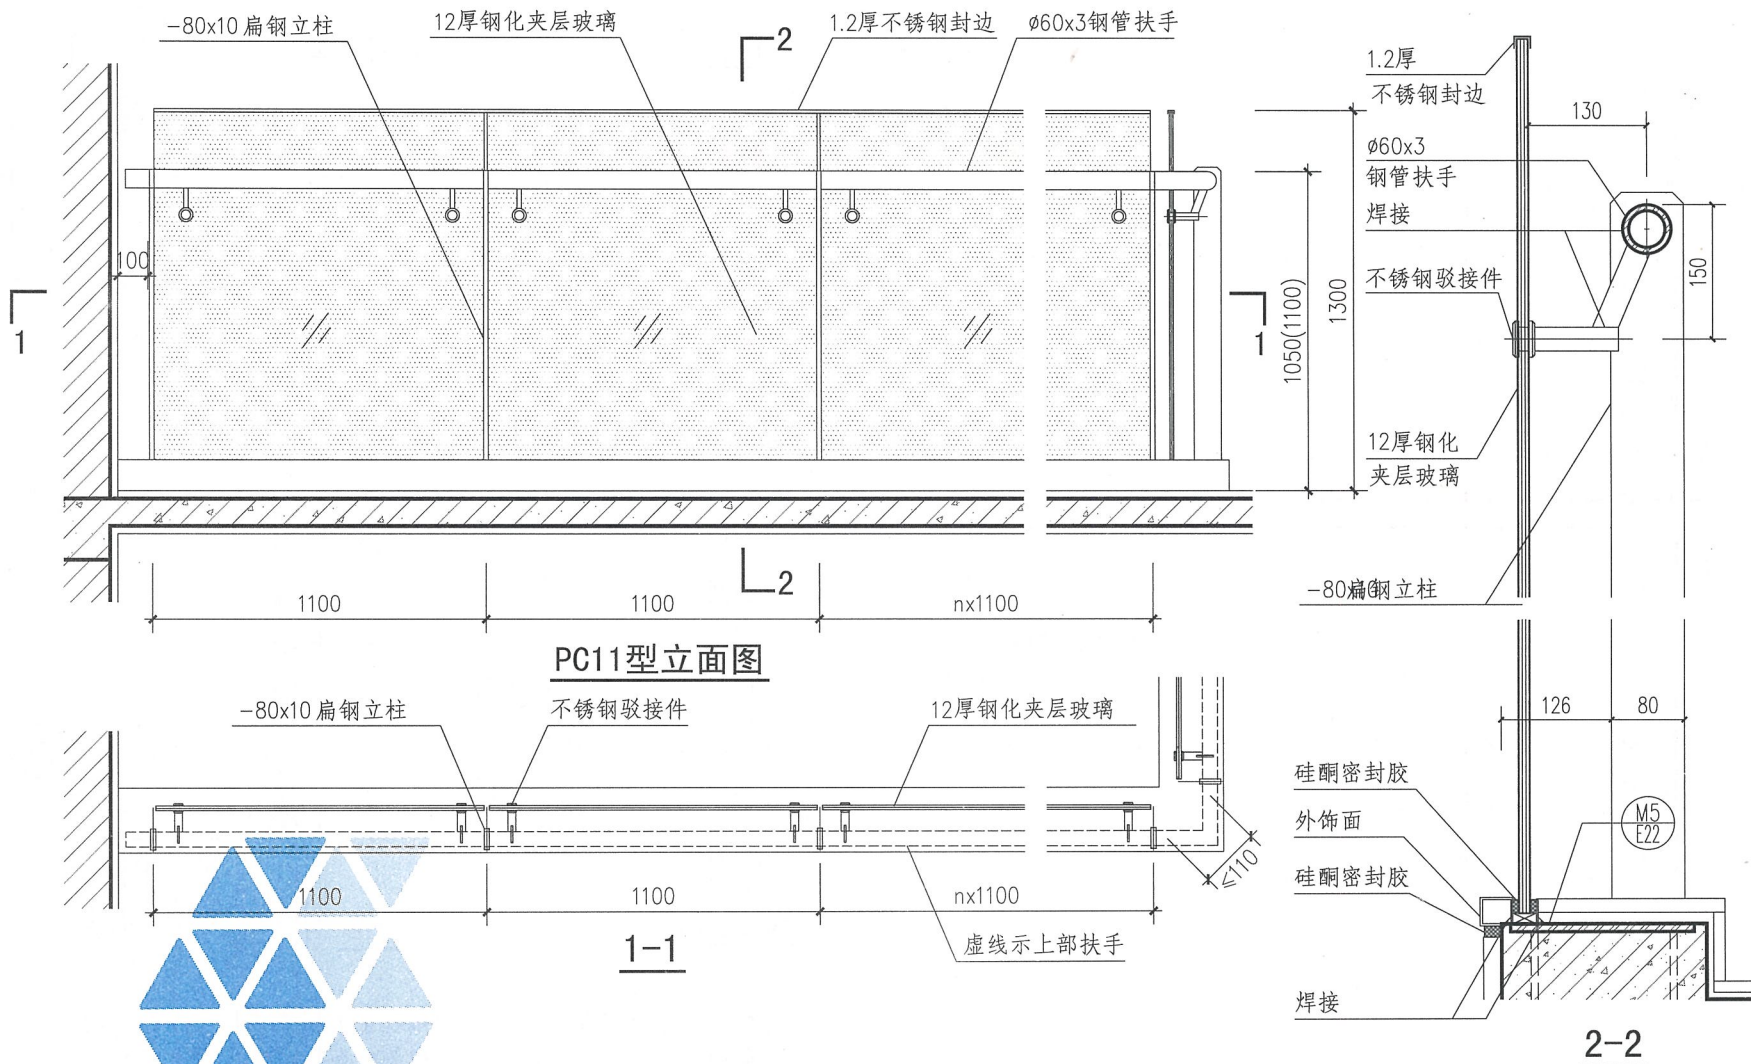 -80x10 扁钢立柱
12厚钢化夹层玻璃
1.2厚不锈钢封边
ø60x3钢管扶手
2
100
1
1
1050(1100)
1300
2
1100
1100
nx1100
PC11型立面图
1.2厚
不锈钢封边
130
ø60x3
钢管扶手
焊接
150
不锈钢驳接件
12厚钢化
夹层玻璃
-80x10扁钢立柱
126
80
硅酮密封胶
外饰面
硅酮密封胶
M5
E22
焊接
2-2
-80x10 扁钢立柱
不锈钢驳接件
12厚钢化夹层玻璃
≤110
1100
1100
nx1100
虚线示上部扶手
1-1